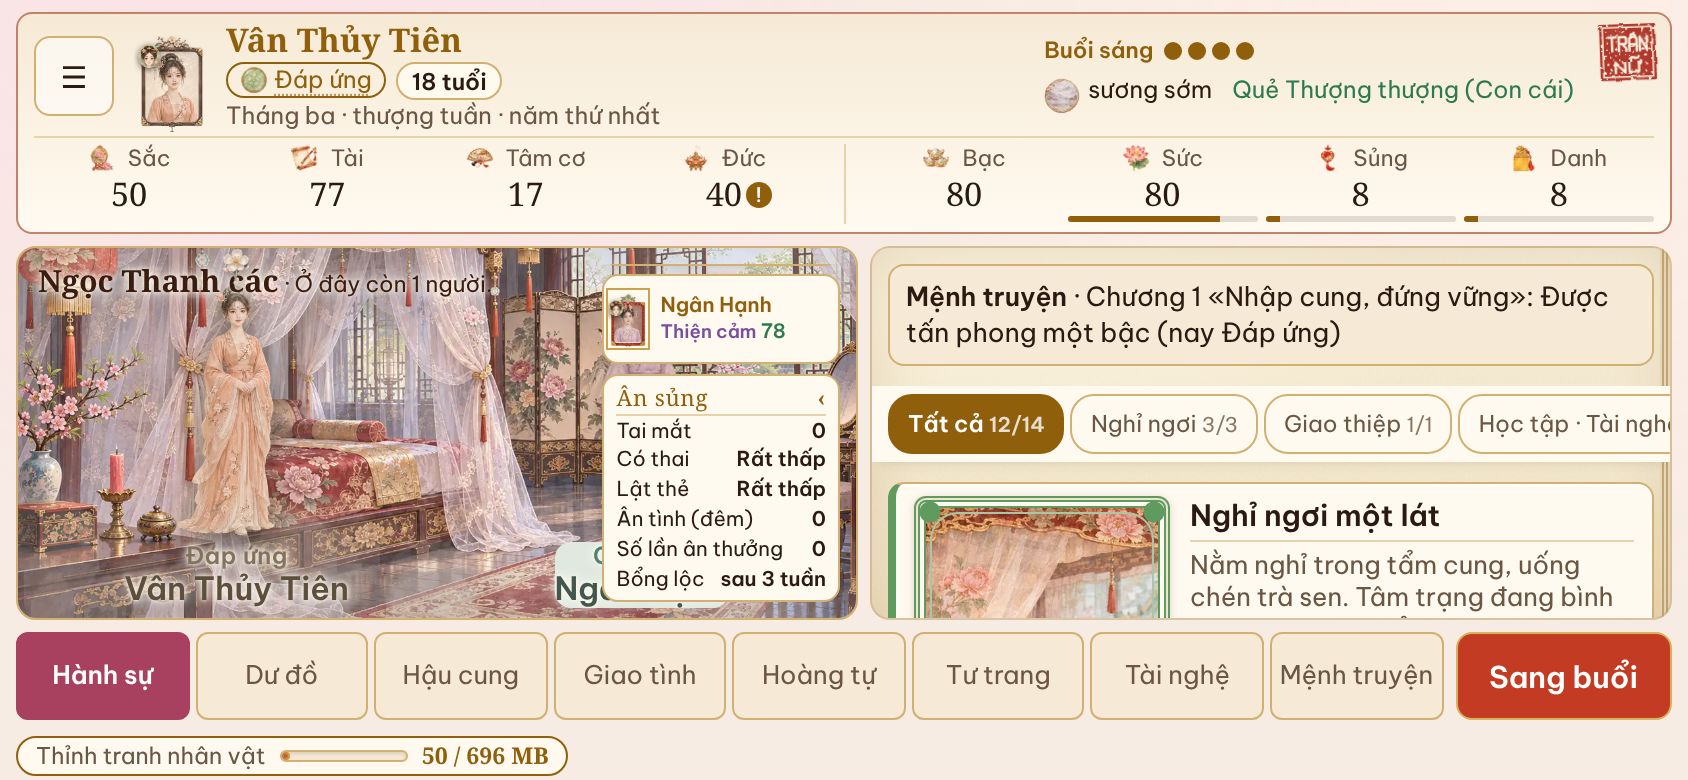 ☰
Vân Thủy Tiên
Đáp ứng
18 tuổi
Tháng ba · thượng tuần · năm thứ nhất
Buổi sáng
sương sớm
Quẻ Thượng thượng (Con cái)
TRÂN
NỮ
Sắc
50
Tài
77
Tâm cơ
17
Đức
40 !
Bạc
80
Sức
80
Sủng
8
Danh
8
Ngọc Thanh các · Ở đây còn 1 người.
Ngân Hạnh
Thiện cảm 78
Ân sủng ‹
Tai mắt 0
Có thai Rất thấp
Lật thẻ Rất thấp
Ân tình (đêm) 0
Số lần ân thưởng 0
Bổng lộc sau 3 tuần
Đáp ứng
Vân Thủy Tiên
Mệnh truyện · Chương 1 «Nhập cung, đứng vững»: Được
tấn phong một bậc (nay Đáp ứng)
Tất cả 12/14
Nghỉ ngơi 3/3
Giao thiệp 1/1
Học tập · Tài ngh
Nghỉ ngơi một lát
Nằm nghỉ trong tẩm cung, uống
chén trà sen. Tâm trạng đang bình
Hành sự
Dư đồ
Hậu cung
Giao tình
Hoàng tự
Tư trang
Tài nghệ
Mệnh truyện
Sang buổi
Thỉnh tranh nhân vật 50 / 696 MB